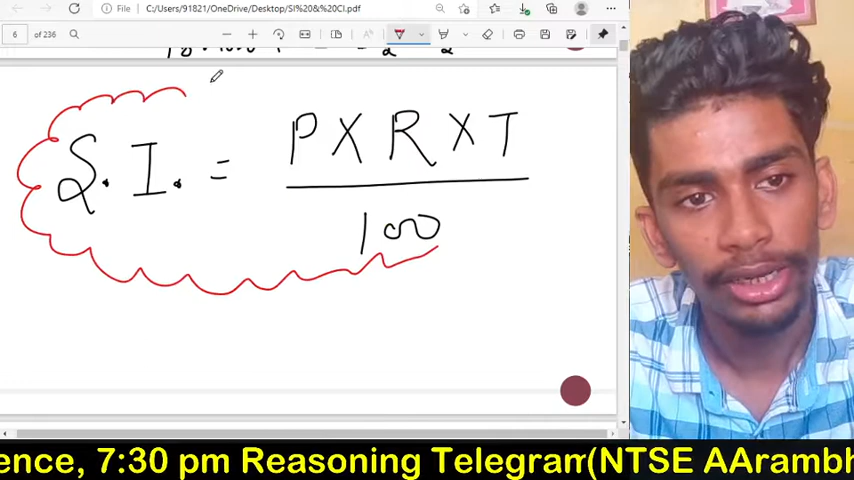 File
C:/Users/91821/OneDrive/Desktop/SI%20&%20CI.pdf
6 of 236
S. I. = P X R X T
100
ence, 7:30 pm Reasoning Telegram(NTSE AArambh